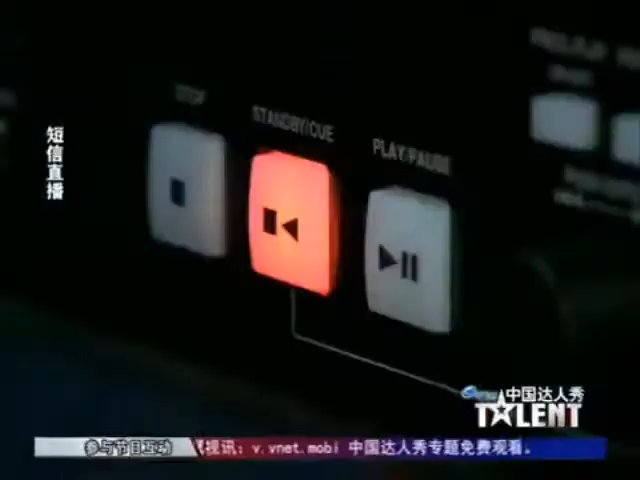 短信直播
STOP
STANDBY/CUE
PLAY/PAUSE
中国达人秀
TALENT
参与节目互动
视讯: v.vnet.mobi 中国达人秀专题免费观看。